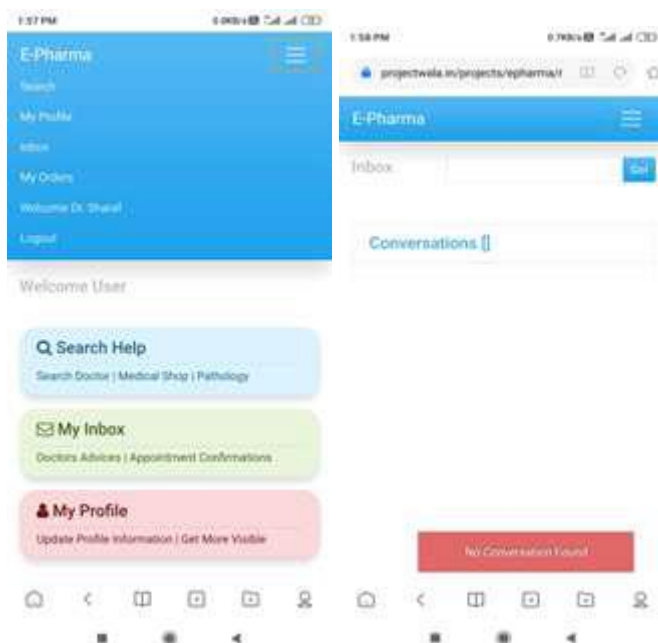 1:57 PM
E-Pharma
Search
My Profile
Inbox
My Orders
Welcome Dr. Sharaf
Logout
Welcome User
Search Help
Search Doctor | Medical Shop | Pathology
My Inbox
Doctors Advices | Appointment Confirmations
My Profile
Update Profile Information | Get More Visible
1:58 PM
projectwala.in/projects/epharma/r
E-Pharma
Inbox
Go!
Conversations []
No Conversation Found